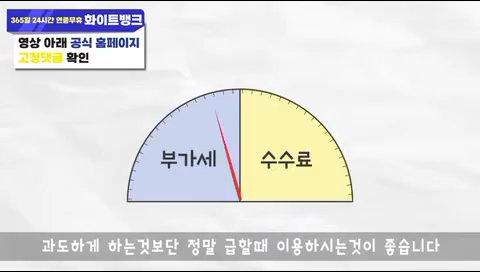 365일 24시간 연중무휴 화이트뱅크
영상 아래 공식 홈페이지
고정댓글 확인
부가세 수수료
과도하게 하는것보단 정말 급할때 이용하시는것이 좋습니다